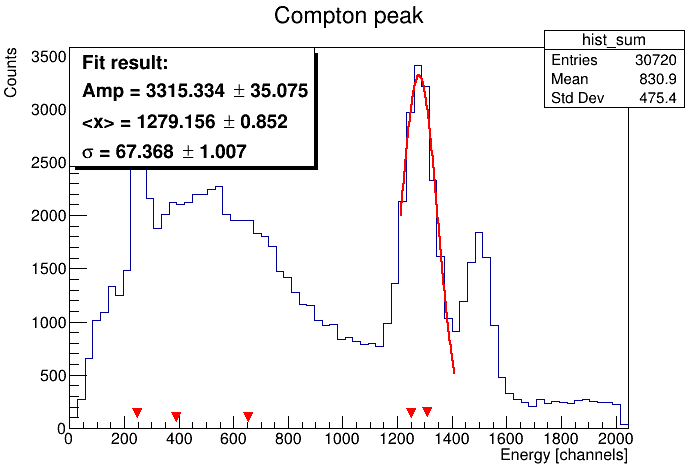 Compton peak
hist_sum
Entries 30720
Mean 830.9
Std Dev 475.4
Fit result:
Amp = 3315.334 ± 35.075
<x> = 1279.156 ± 0.852
σ = 67.368 ± 1.007
Counts
3500
3000
2500
2000
1500
1000
500
0
0 200 400 600 800 1000 1200 1400 1600 1800 2000
Energy [channels]